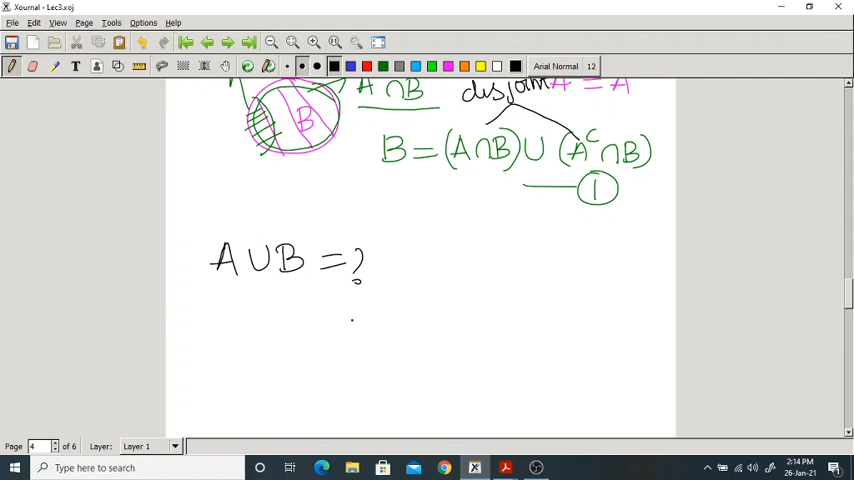 Xournal - Lec3.xoj
File Edit View Page Tools Options Help
Arial Normal 12
A∩B disjoint A = A
B
B = (A∩B) ∪ (Aᶜ∩B)
1
A∪B = ?
Page 4 of 6 Layer: Layer 1
Type here to search
2:14 PM
26-Jan-21